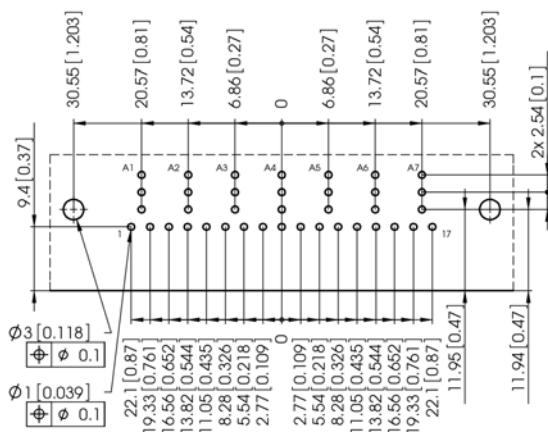 30.55 [1.203]
20.57 [0.81]
13.72 [0.54]
6.86 [0.27]
0
6.86 [0.27]
13.72 [0.54]
20.57 [0.81]
30.55 [1.203]
2x 2.54 [0.1]
9.4 [0.37]
A1
A2
A3
A4
A5
A6
A7
1
17
Ø3 [0.118]
⌖ Ø 0.1
Ø1 [0.039]
⌖ Ø 0.1
22.1 [0.87]
19.33 [0.761]
16.56 [0.652]
13.82 [0.544]
11.05 [0.435]
8.28 [0.326]
5.54 [0.218]
2.77 [0.109]
0
2.77 [0.109]
5.54 [0.218]
8.28 [0.326]
11.05 [0.435]
13.82 [0.544]
16.56 [0.652]
19.33 [0.761]
22.1 [0.87]
11.95 [0.47]
11.94 [0.47]